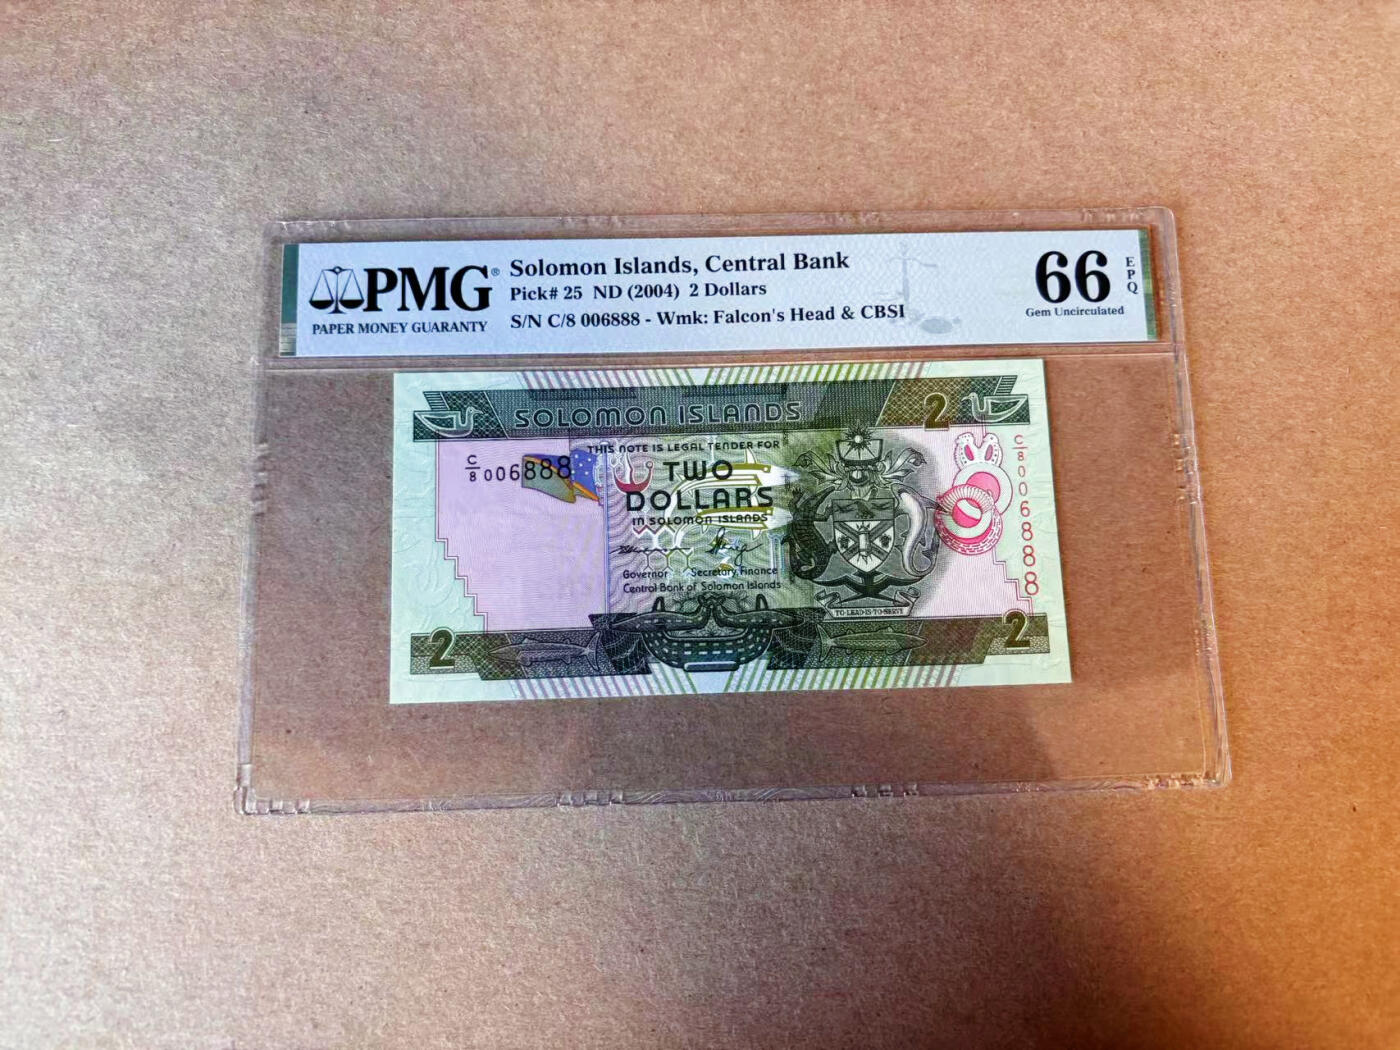 PMG®
PAPER MONEY GUARANTY
Solomon Islands, Central Bank
Pick# 25 ND (2004) 2 Dollars
S/N C/8 006888 - Wmk: Falcon's Head & CBSI
66 EPQ
Gem Uncirculated
SOLOMON ISLANDS
2
THIS NOTE IS LEGAL TENDER FOR
TWO
DOLLARS
IN SOLOMON ISLANDS
C/8 006888
C/8 006888
Governor Secretary, Finance
Central Bank of Solomon Islands
TO LEAD IS TO SERVE
2
2